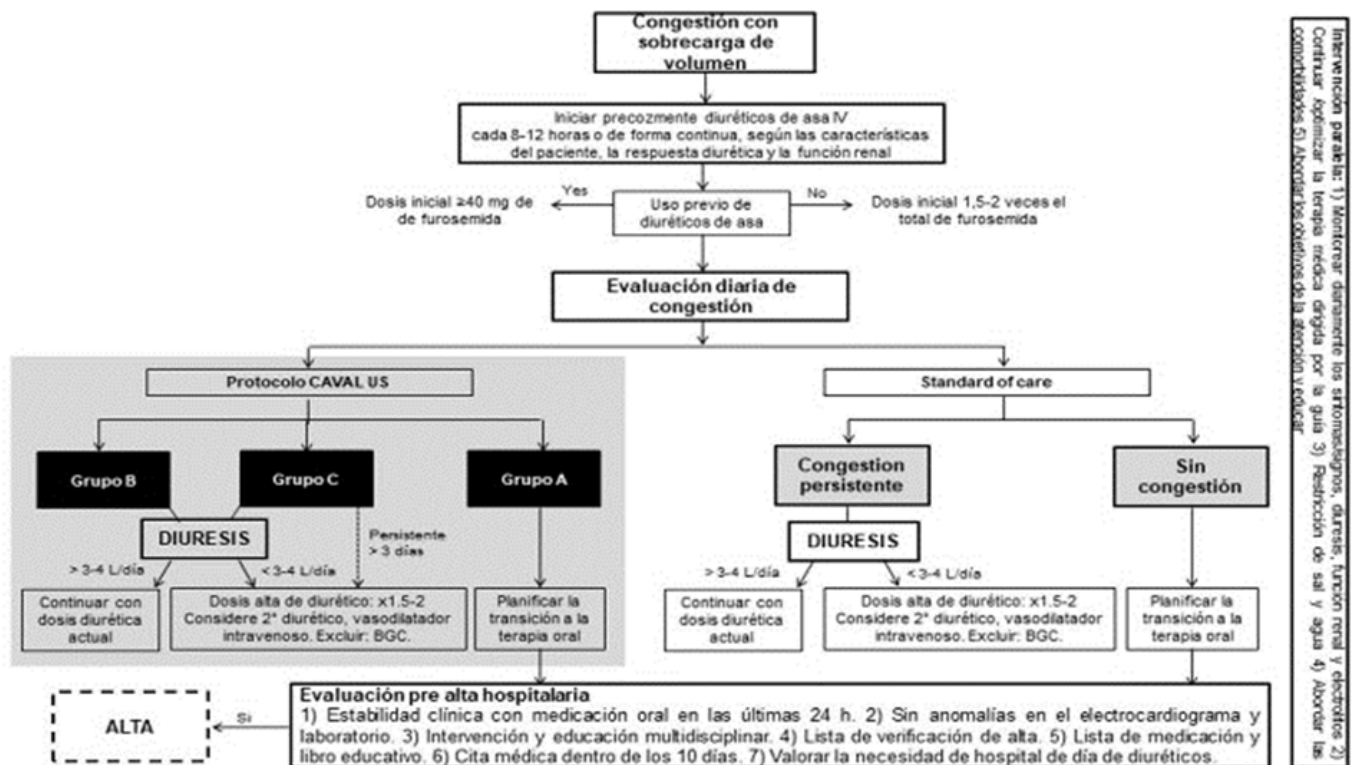 Congestión con
sobrecarga de
volumen
Iniciar precozmente diuréticos de asa IV
cada 8-12 horas o de forma continua, según las características
del paciente, la respuesta diurética y la función renal
Yes
No
Dosis inicial ≥40 mg de
de furosemida
Uso previo de
diuréticos de asa
Dosis inicial 1,5-2 veces el
total de furosemida
Evaluación diaria de
congestión
Protocolo CAVAL US
Standard of care
Grupo B
Grupo C
Grupo A
Congestion
persistente
Sin
congestión
DIURESIS
Persistente
> 3 días
DIURESIS
> 3-4 L/día
< 3-4 L/día
> 3-4 L/día
< 3-4 L/día
Continuar con
dosis diurética
actual
Dosis alta de diurético: x1.5-2
Considere 2° diurético, vasodilatador
intravenoso. Excluir: BGC.
Planificar la
transición a la
terapia oral
Continuar con
dosis diurética
actual
Dosis alta de diurético: x1.5-2
Considere 2° diurético, vasodilatador
intravenoso. Excluir: BGC.
Planificar la
transición a la
terapia oral
ALTA
Si
Evaluación pre alta hospitalaria
1) Estabilidad clínica con medicación oral en las últimas 24 h. 2) Sin anomalías en el electrocardiograma y
laboratorio. 3) Intervención y educación multidisciplinar. 4) Lista de verificación de alta. 5) Lista de medicación y
libro educativo. 6) Cita médica dentro de los 10 días. 7) Valorar la necesidad de hospital de día de diuréticos.
Intervención paralela: 1) Monitorear diariamente los síntomas/signos, diuresis, función renal y electrolitos 2)
Continuar /optimizar la terapia médica dirigida por la guía 3) Restricción de sal y agua 4) Abordar las
comorbilidades 5) Abordar los objetivos de la atención y educar